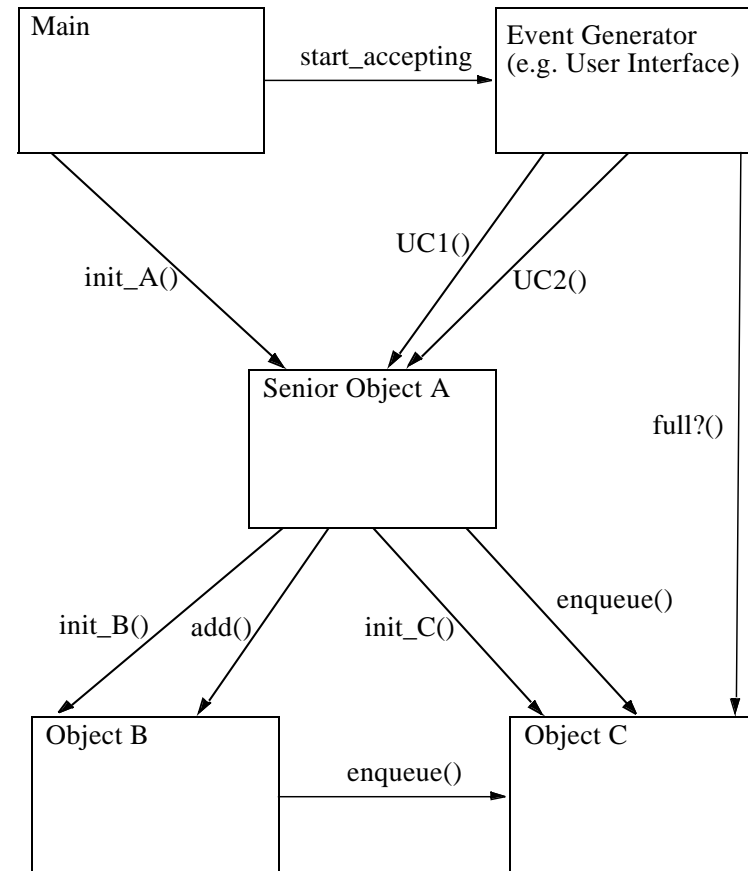 Main
Event Generator
(e.g. User Interface)
start_accepting
UC1()
init_A()
UC2()
Senior Object A
full?()
enqueue()
init_B()
add()
init_C()
Object B
Object C
enqueue()